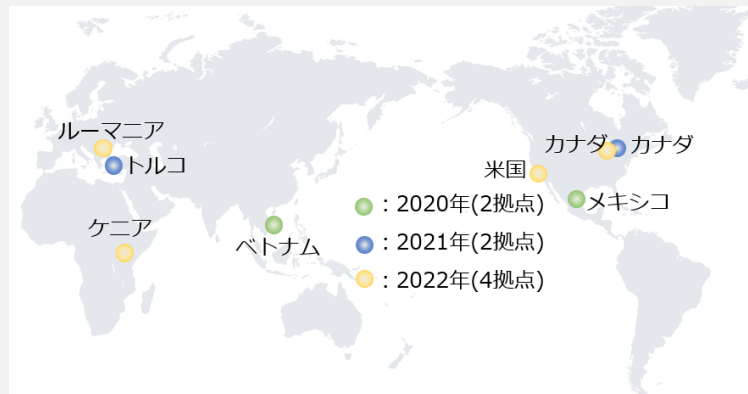 ルーマニア
トルコ
ケニア
ベトナム
米国
カナダ
カナダ
メキシコ
：2020年(2拠点)
：2021年(2拠点)
：2022年(4拠点)